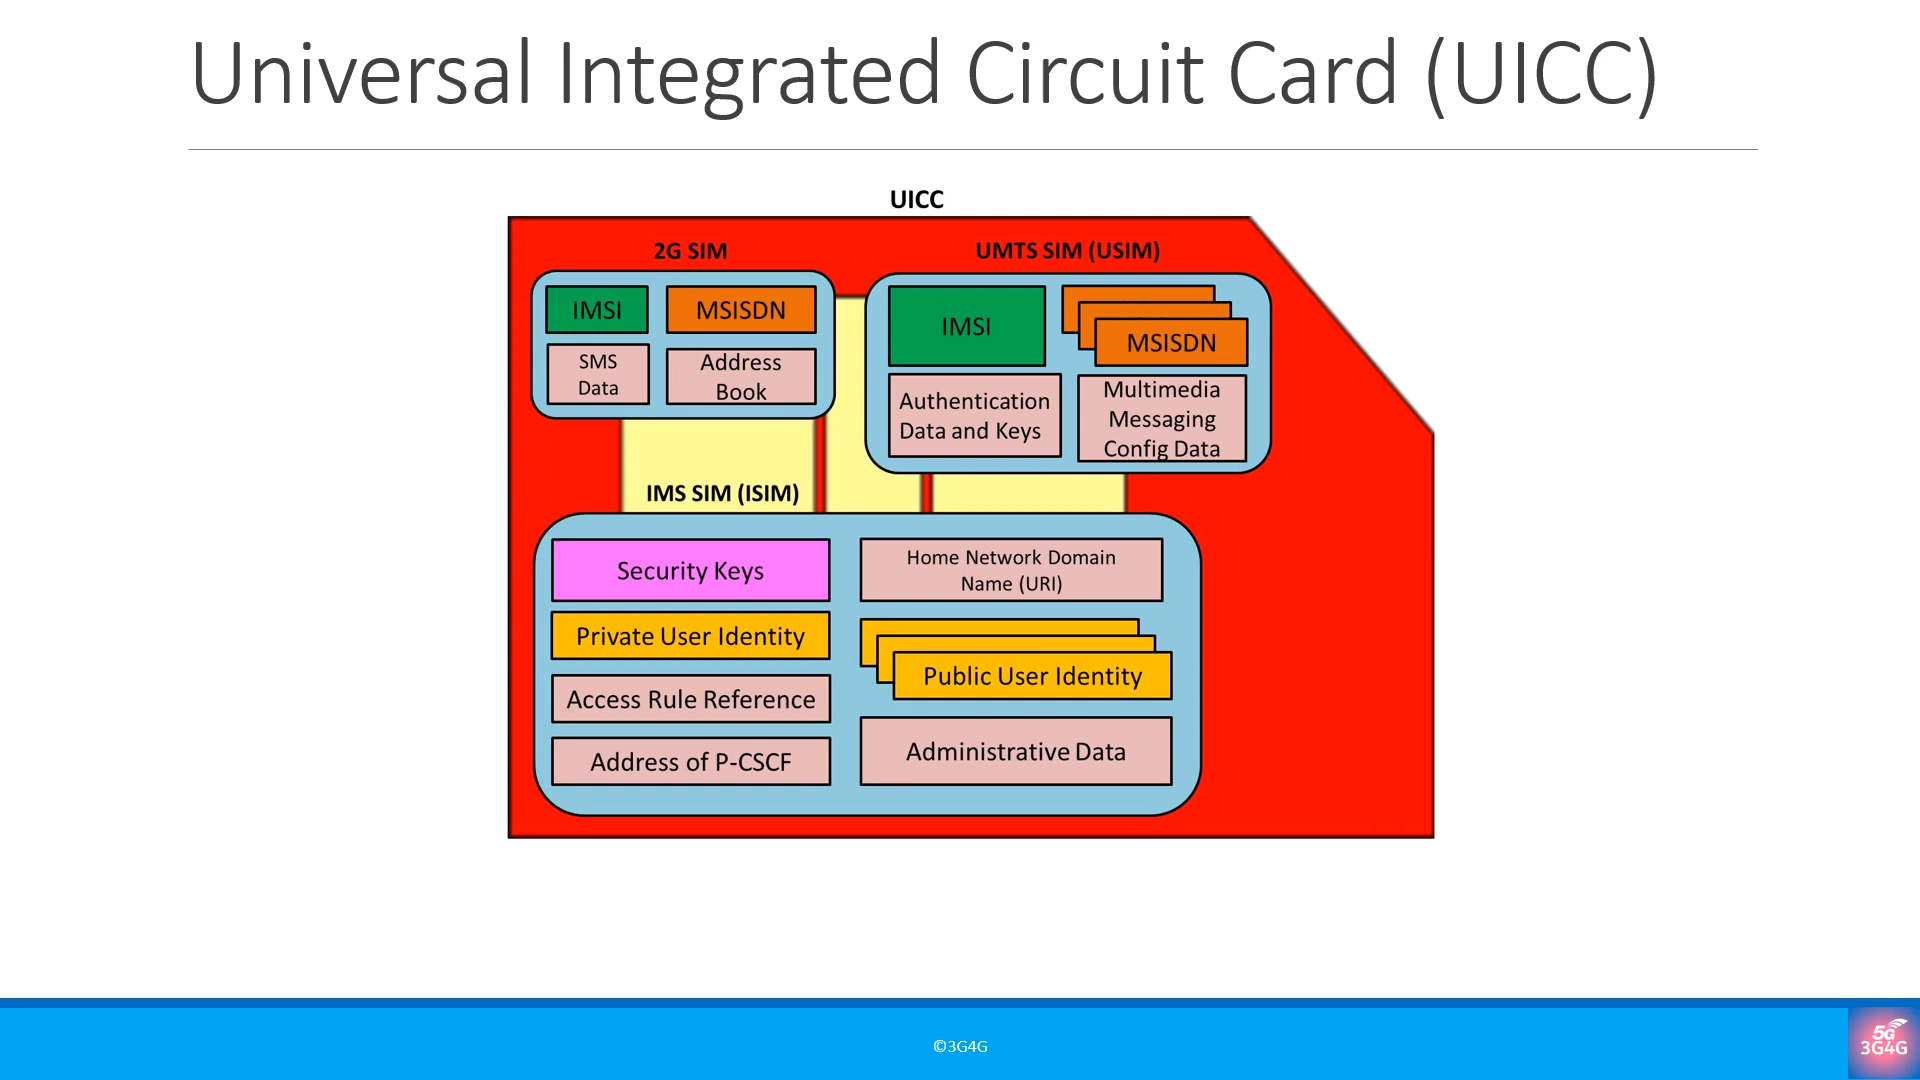 Universal Integrated Circuit Card (UICC)
UICC
2G SIM
IMSI
MSISDN
SMS
Data
Address
Book
UMTS SIM (USIM)
IMSI
MSISDN
Authentication
Data and Keys
Multimedia
Messaging
Config Data
IMS SIM (ISIM)
Security Keys
Home Network Domain
Name (URI)
Private User Identity
Public User Identity
Access Rule Reference
Address of P-CSCF
Administrative Data
©3G4G
5G
3G4G